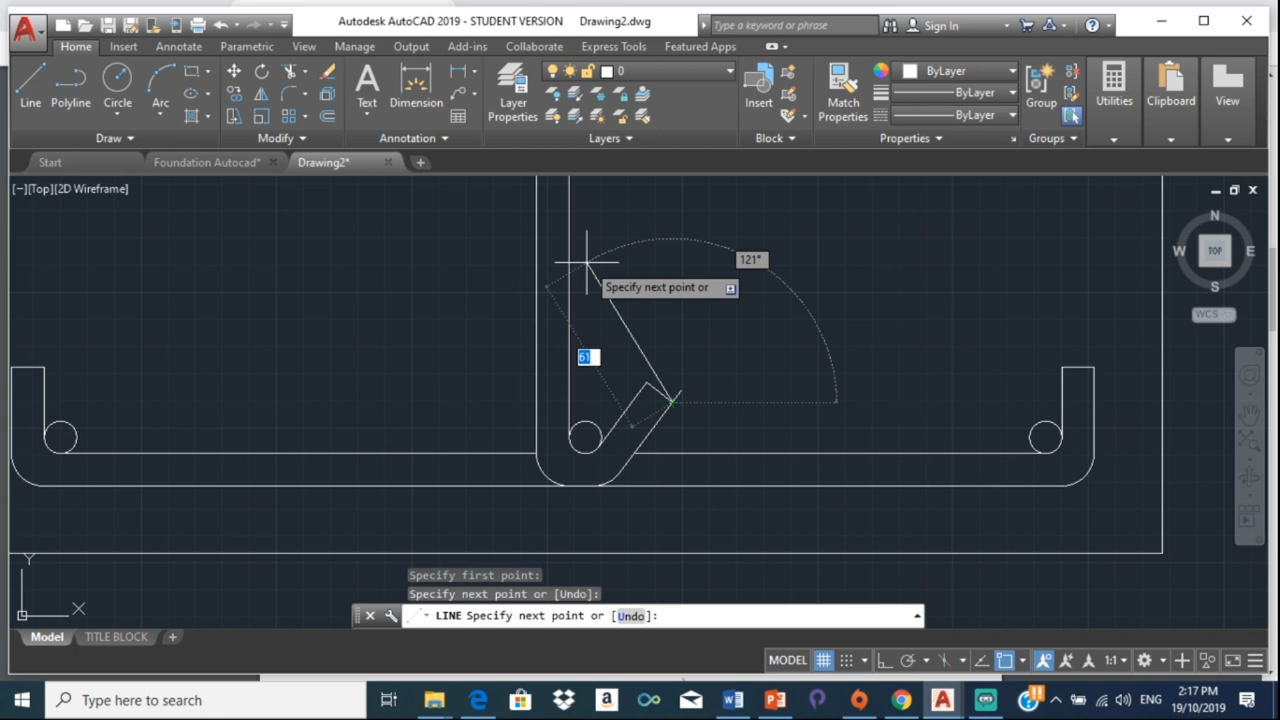 Autodesk AutoCAD 2019 - STUDENT VERSION Drawing2.dwg
Type a keyword or phrase
Sign In
Home Insert Annotate Parametric View Manage Output Add-ins Collaborate Express Tools Featured Apps
0
ByLayer
ByLayer
ByLayer
Line Polyline Circle Arc
Text Dimension
Layer Properties
Insert
Match Properties
Group
Utilities
Clipboard
View
Draw Modify Annotation Layers Block Properties Groups
Start Foundation Autocad* Drawing2*
[−][Top][2D Wireframe]
N
W TOP E
S
WCS
121°
Specify next point or
61
Y
X
Specify first point:
Specify next point or [Undo]:
LINE Specify next point or [Undo]:
Model TITLE BLOCK
MODEL 1:1
Type here to search
ENG
2:17 PM
19/10/2019